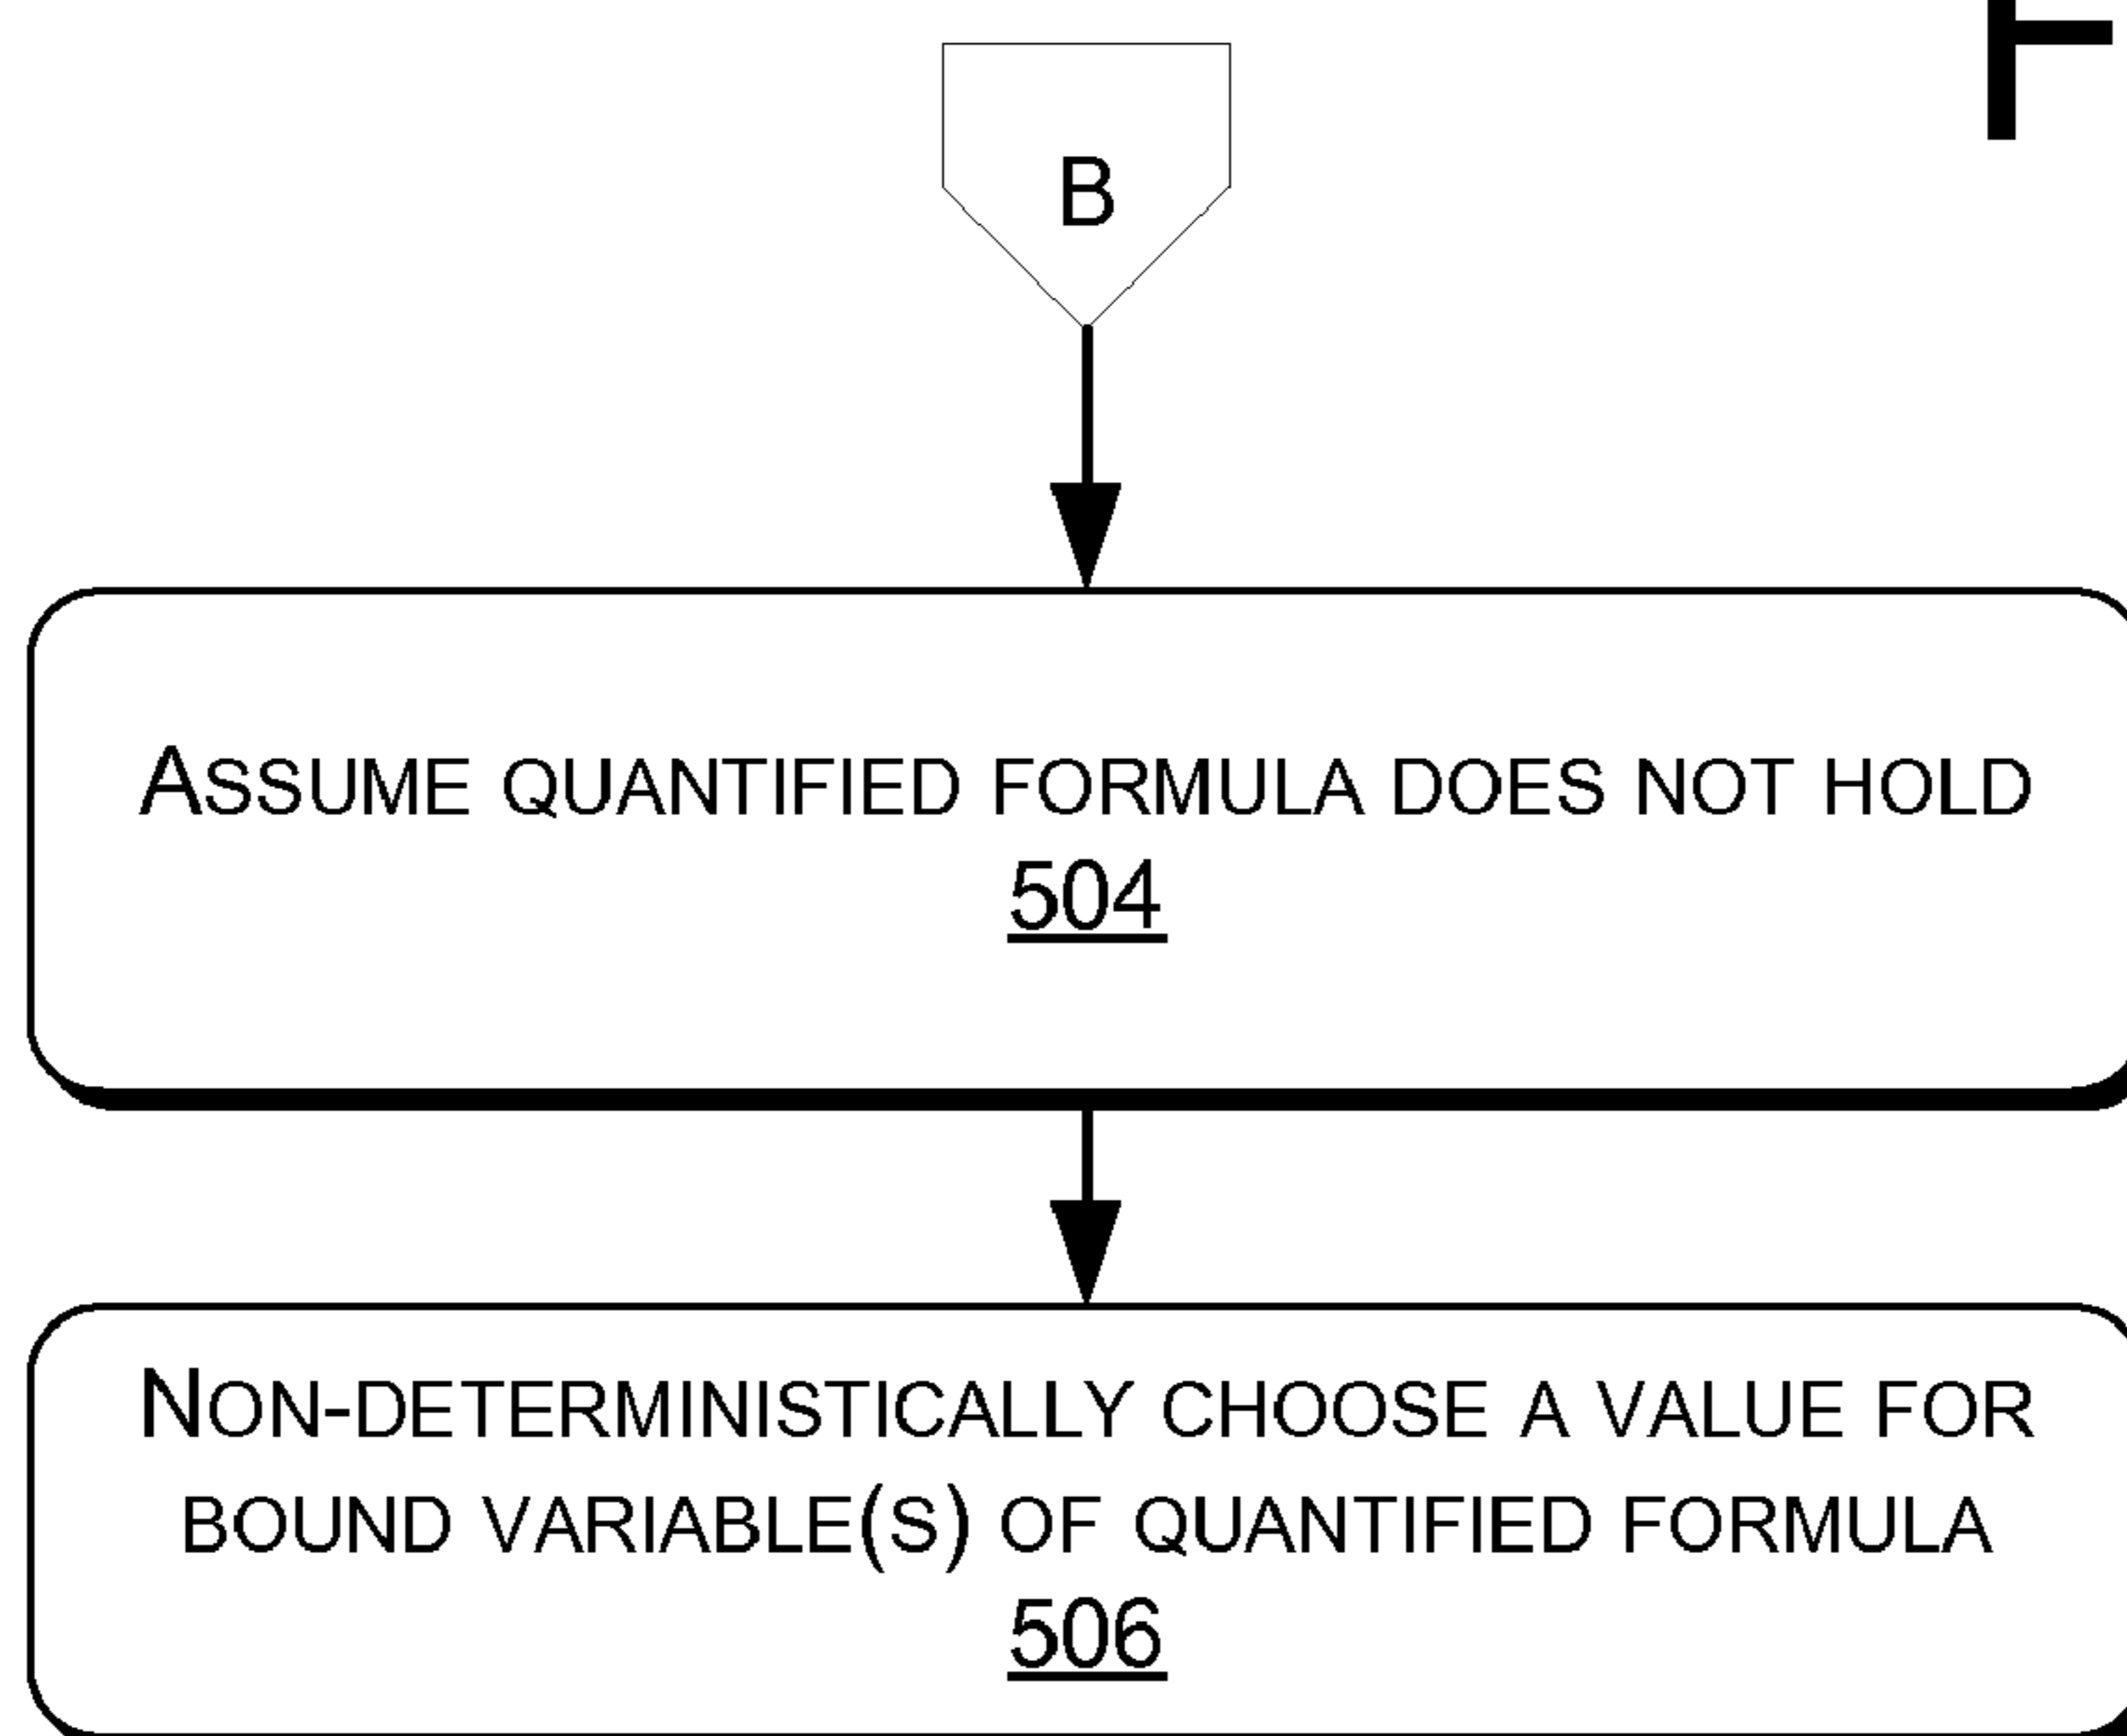 B
ASSUME QUANTIFIED FORMULA DOES NOT HOLD
504
NON-DETERMINISTICALLY CHOOSE A VALUE FOR
BOUND VARIABLE(S) OF QUANTIFIED FORMULA
506